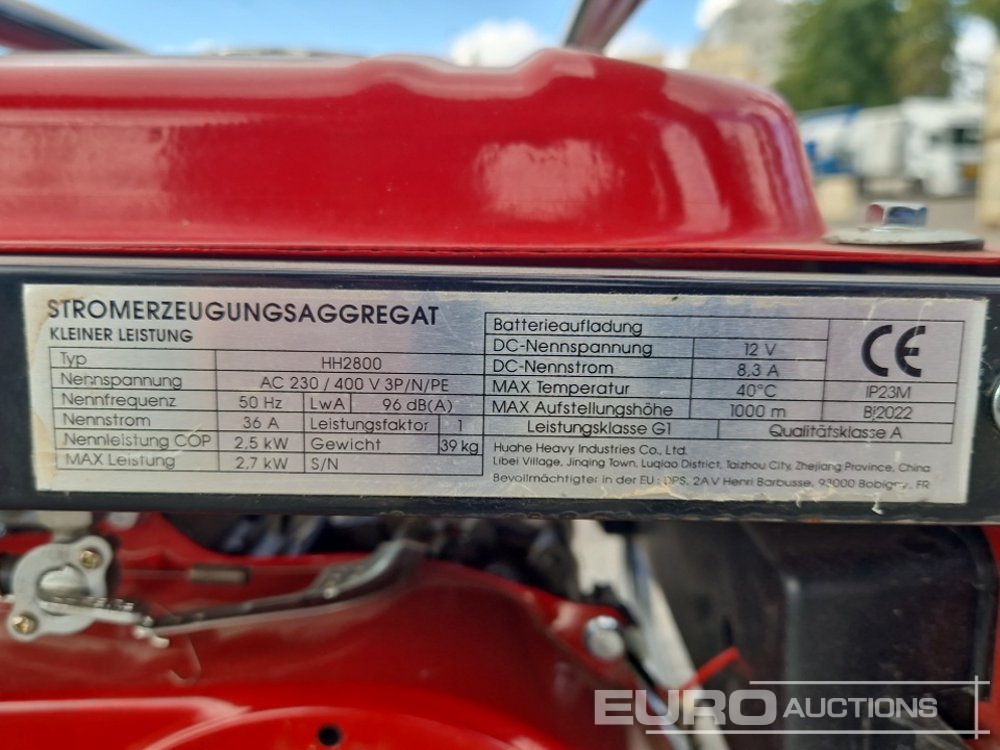 STROMERZEUGUNGSAGGREGAT
KLEINER LEISTUNG
Typ HH2800
Nennspannung AC 230 / 400 V 3P/N/PE
Nennfrequenz 50 Hz LwA 96 dB(A)
Nennstrom 36 A Leistungsfaktor 1
Nennleistung COP 2.5 kW Gewicht 39 kg
MAX Leistung 2.7 kW S/N
Batterieaufladung
DC-Nennspannung 12 V
DC-Nennstrom 8,3 A
MAX Temperatur 40°C IP23M
MAX Aufstellungshöhe 1000 m Bj2022
Leistungsklasse G1 Qualitätsklasse A
CE
Huahe Heavy Industries Co., Ltd.
Libei Village, Jinqing Town, Luqiao District, Taizhou City, Zhejiang Province, China
Bevollmächtigter in der EU: DPS, 2AV Henri Barbusse, 93000 Bobigny, FR
EURO AUCTIONS